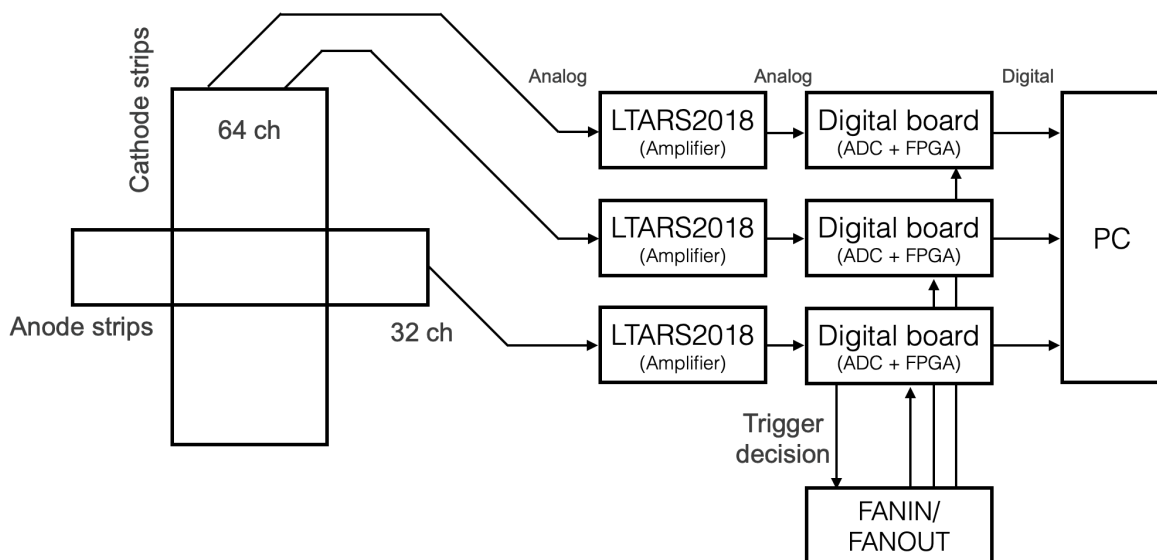 Cathode strips
64 ch
Anode strips
32 ch
Analog
Analog
Digital
LTARS2018
(Amplifier)
Digital board
(ADC + FPGA)
LTARS2018
(Amplifier)
Digital board
(ADC + FPGA)
PC
LTARS2018
(Amplifier)
Digital board
(ADC + FPGA)
Trigger
decision
FANIN/
FANOUT